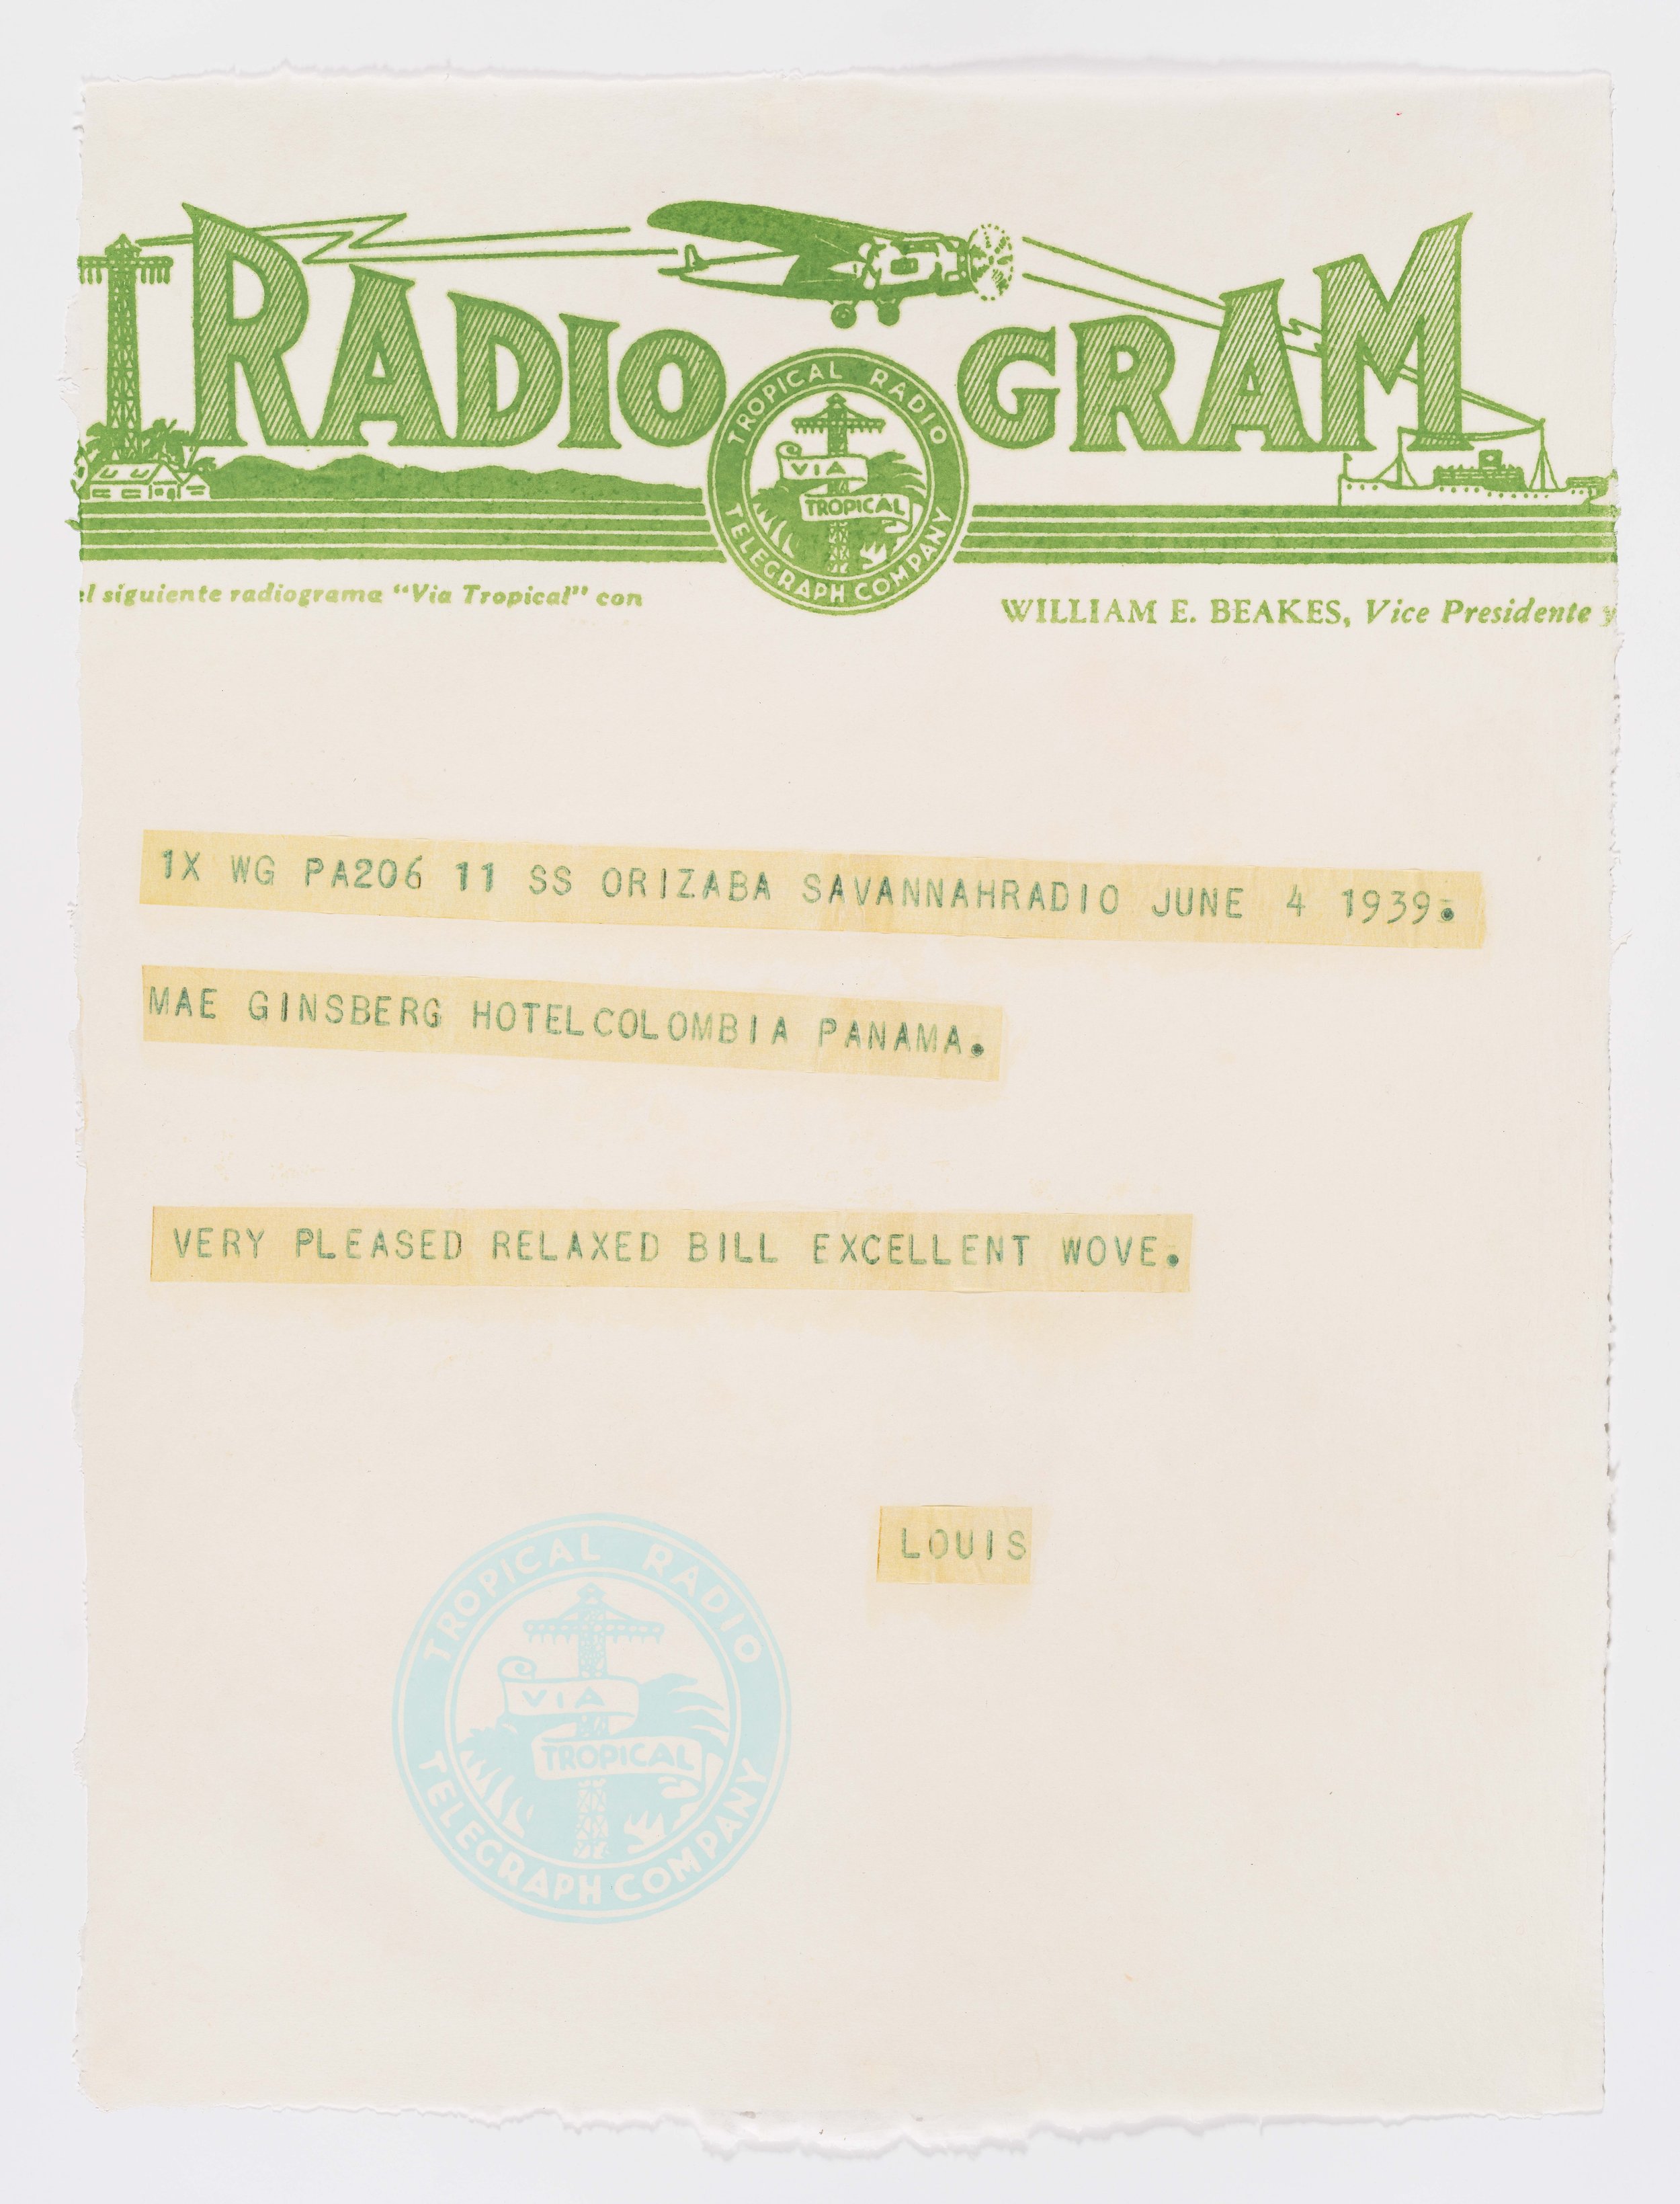 RADIOGRAM
TROPICAL RADIO
VIA
TROPICAL
TELEGRAPH COMPANY
el siguiente radiograma “Via Tropical” con
WILLIAM E. BEAKES, Vice Presidente y
1X WG PA206 11 SS ORIZABA SAVANNAHRADIO JUNE 4 1939.
MAE GINSBERG HOTELCOLOMBIA PANAMA.
VERY PLEASED RELAXED BILL EXCELLENT WOVE.
LOUIS
TROPICAL RADIO
VIA
TROPICAL
TELEGRAPH COMPANY